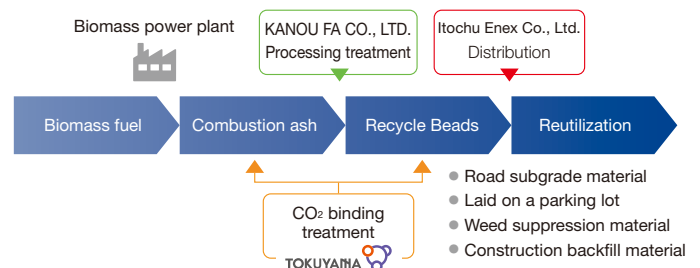 Biomass power plant
KANOU FA CO., LTD.
Processing treatment
Itochu Enex Co., Ltd.
Distribution
Biomass fuel
Combustion ash
Recycle Beads
Reutilization
CO2 binding
treatment
TOKUYAMA
Road subgrade material
Laid on a parking lot
Weed suppression material
Construction backfill material